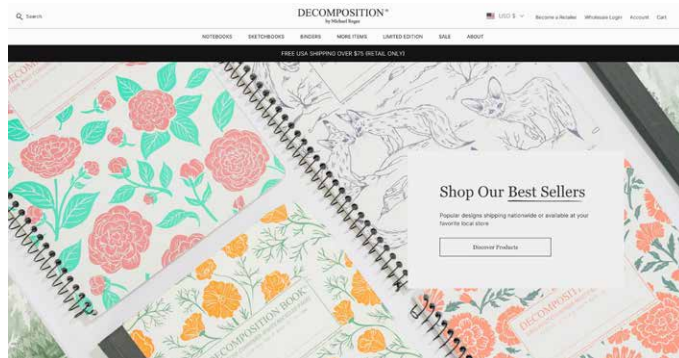 Search
DECOMPOSITION®
by Michael Roger
USD $
Become a Retailer
Wholesale Login
Account
Cart
NOTEBOOKS
SKETCHBOOKS
BINDERS
MORE ITEMS
LIMITED EDITION
SALE
ABOUT
FREE USA SHIPPING OVER $75 (RETAIL ONLY)
DECOMPOSITION
Shop Our Best Sellers
Popular designs shipping nationwide or available at your
favorite local store
Discover Products
DECOMPOSITION BOOK
DECOMPOSITION